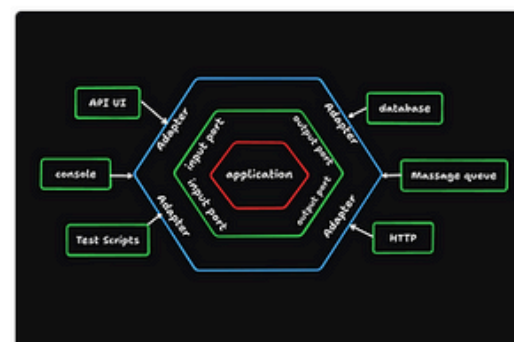 API UI
Adapter
Adapter
database
input port
output port
console
application
Massage queue
input port
output port
Adapter
Adapter
Test Scripts
HTTP